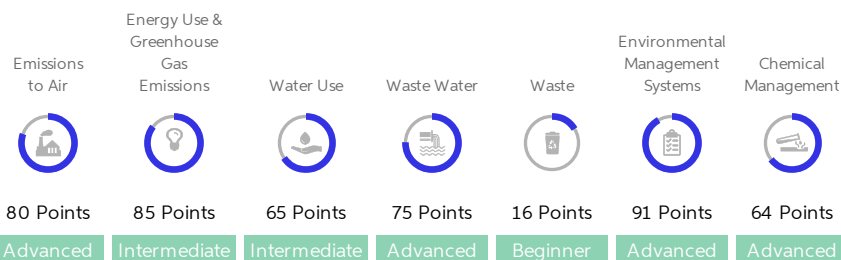 Emissions
to Air
Energy Use &
Greenhouse
Gas
Emissions
Water Use
Waste Water
Waste
Environmental
Management
Systems
Chemical
Management
80 Points
85 Points
65 Points
75 Points
16 Points
91 Points
64 Points
Advanced
Intermediate
Intermediate
Advanced
Beginner
Advanced
Advanced